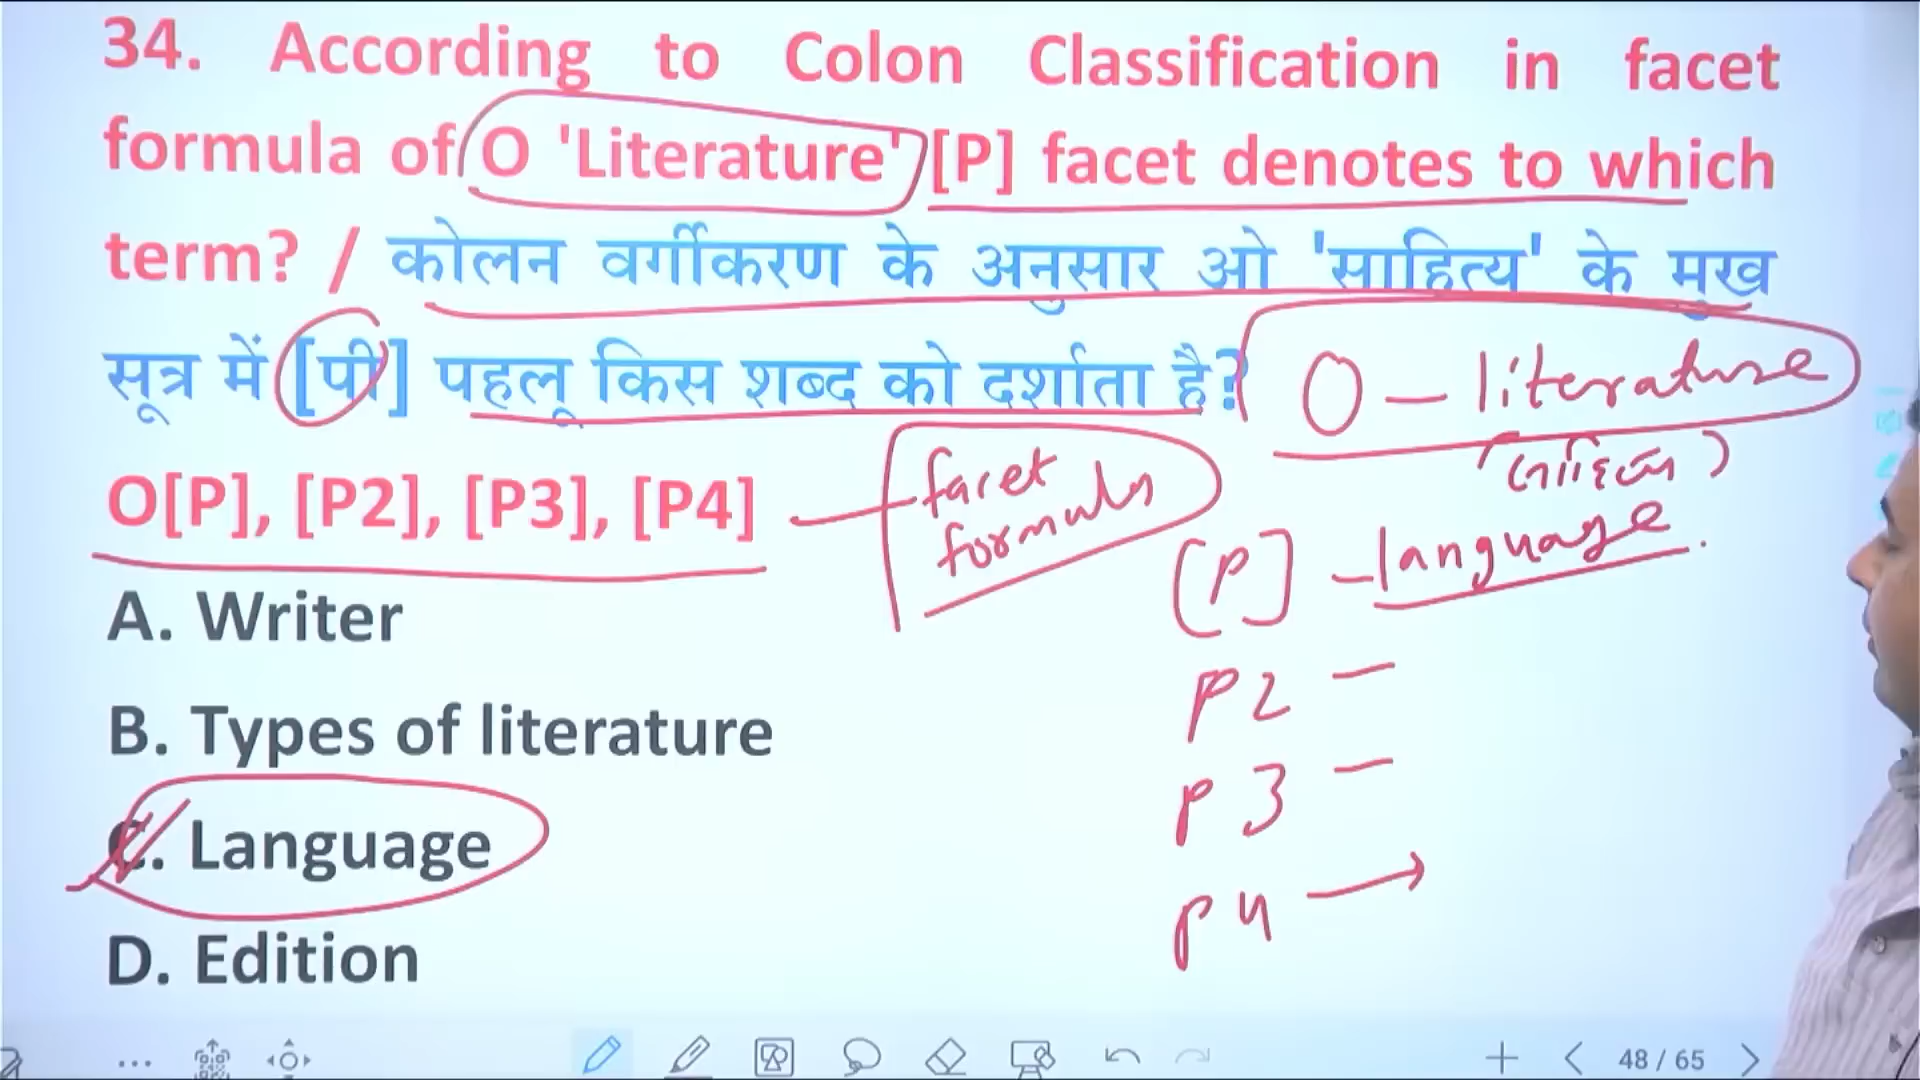 34. According to Colon Classification in facet
formula of O 'Literature' [P] facet denotes to which
term? / कोलन वर्गीकरण के अनुसार ओ 'साहित्य' के मुख
सूत्र में [पी] पहलू किस शब्द को दर्शाता है?
O – literature
(साहित्य)
O[P], [P2], [P3], [P4]
facet
formula
[P] – language.
A. Writer
P2 –
B. Types of literature
P3 –
C. Language
P4 →
D. Edition
48 / 65